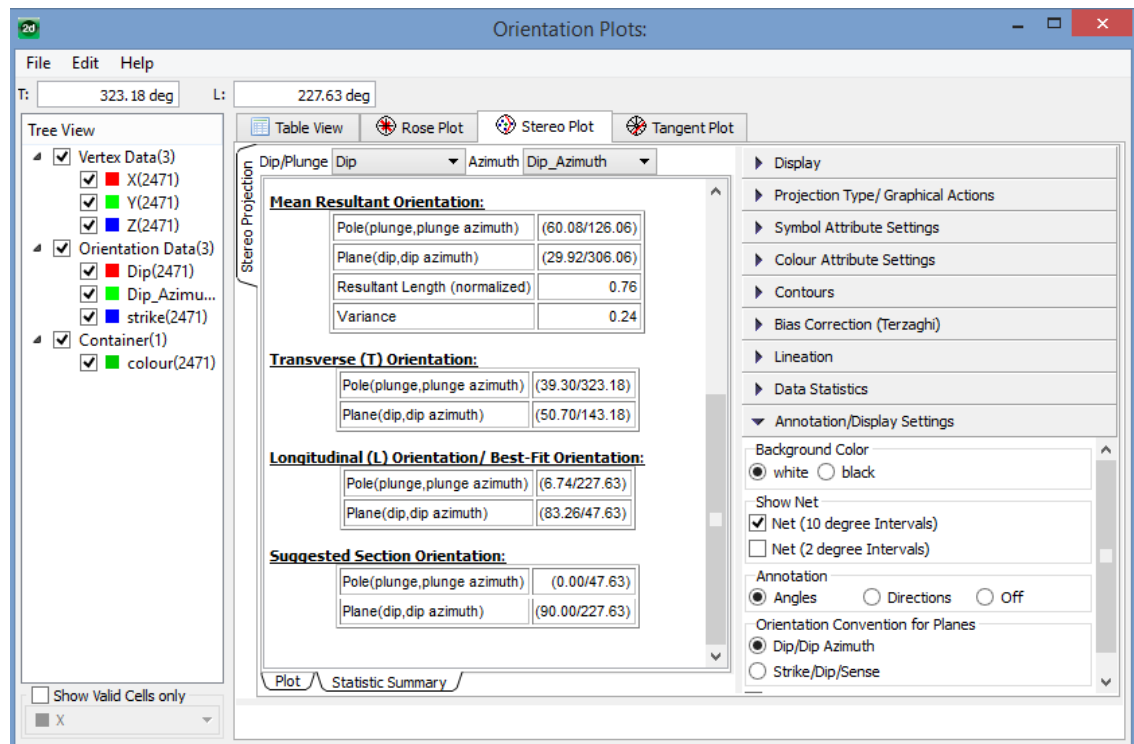 2d Orientation Plots:
File Edit Help
T: 323.18 deg L: 227.63 deg
Tree View
Vertex Data(3)
X(2471)
Y(2471)
Z(2471)
Orientation Data(3)
Dip(2471)
Dip_Azimu...
strike(2471)
Container(1)
colour(2471)
Show Valid Cells only
X
Table View Rose Plot Stereo Plot Tangent Plot
Stereo Projection
Dip/Plunge Dip Azimuth Dip_Azimuth
Mean Resultant Orientation:
Pole(plunge,plunge azimuth) (60.08/126.06)
Plane(dip,dip azimuth) (29.92/306.06)
Resultant Length (normalized) 0.76
Variance 0.24
Transverse (T) Orientation:
Pole(plunge,plunge azimuth) (39.30/323.18)
Plane(dip,dip azimuth) (50.70/143.18)
Longitudinal (L) Orientation/ Best-Fit Orientation:
Pole(plunge,plunge azimuth) (6.74/227.63)
Plane(dip,dip azimuth) (83.26/47.63)
Suggested Section Orientation:
Pole(plunge,plunge azimuth) (0.00/47.63)
Plane(dip,dip azimuth) (90.00/227.63)
Plot Statistic Summary
Display
Projection Type/ Graphical Actions
Symbol Attribute Settings
Colour Attribute Settings
Contours
Bias Correction (Terzaghi)
Lineation
Data Statistics
Annotation/Display Settings
Background Color
white black
Show Net
Net (10 degree Intervals)
Net (2 degree Intervals)
Annotation
Angles Directions Off
Orientation Convention for Planes
Dip/Dip Azimuth
Strike/Dip/Sense